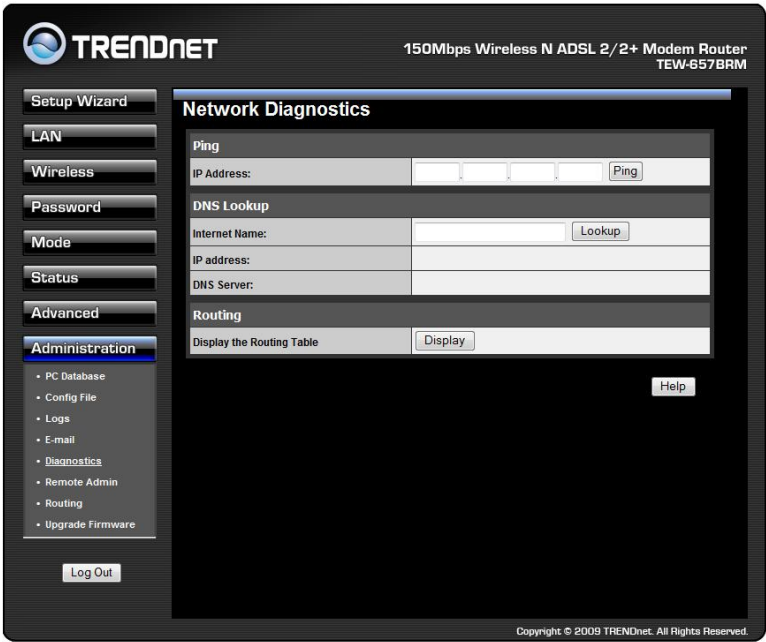 TRENDNET
150Mbps Wireless N ADSL 2/2+ Modem Router
TEW-657BRM
Setup Wizard
LAN
Wireless
Password
Mode
Status
Advanced
Administration
• PC Database
• Config File
• Logs
• E-mail
• Diagnostics
• Remote Admin
• Routing
• Upgrade Firmware
Log Out
Network Diagnostics
Ping
IP Address: . . . Ping
DNS Lookup
Internet Name: Lookup
IP address:
DNS Server:
Routing
Display the Routing Table Display
Help
Copyright © 2009 TRENDnet. All Rights Reserved.